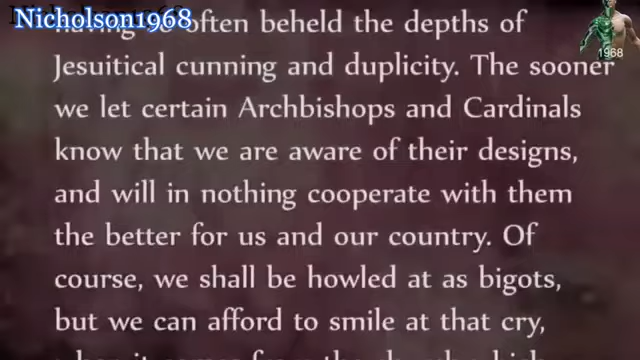 Nicholson1968
1968
often beheld the depths of
Jesuitical cunning and duplicity. The sooner
we let certain Archbishops and Cardinals
know that we are aware of their designs,
and will in nothing cooperate with them
the better for us and our country. Of
course, we shall be howled at as bigots,
but we can afford to smile at that cry,